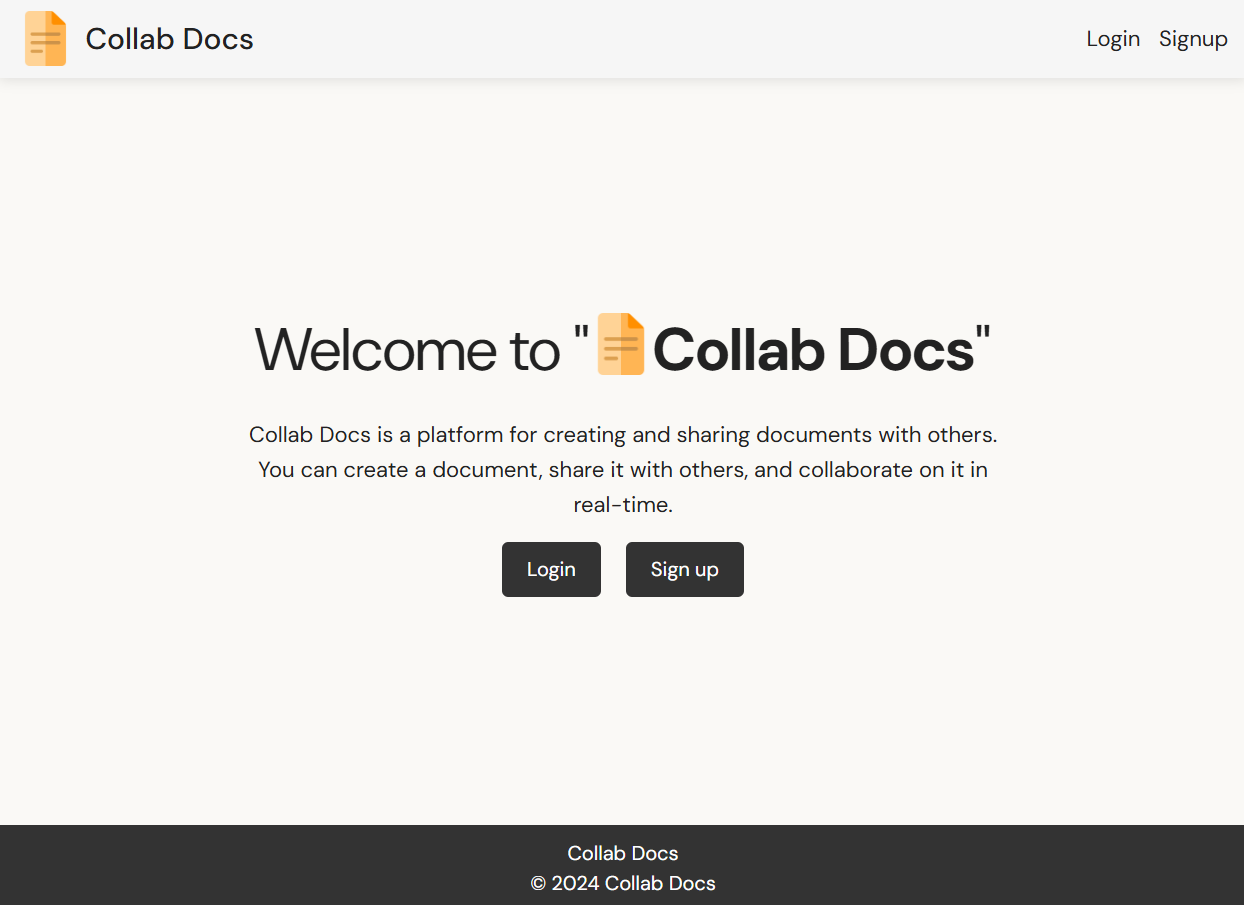 Collab Docs
Login Signup
Welcome to "Collab Docs"
Collab Docs is a platform for creating and sharing documents with others.
You can create a document, share it with others, and collaborate on it in
real-time.
Login
Sign up
Collab Docs
© 2024 Collab Docs